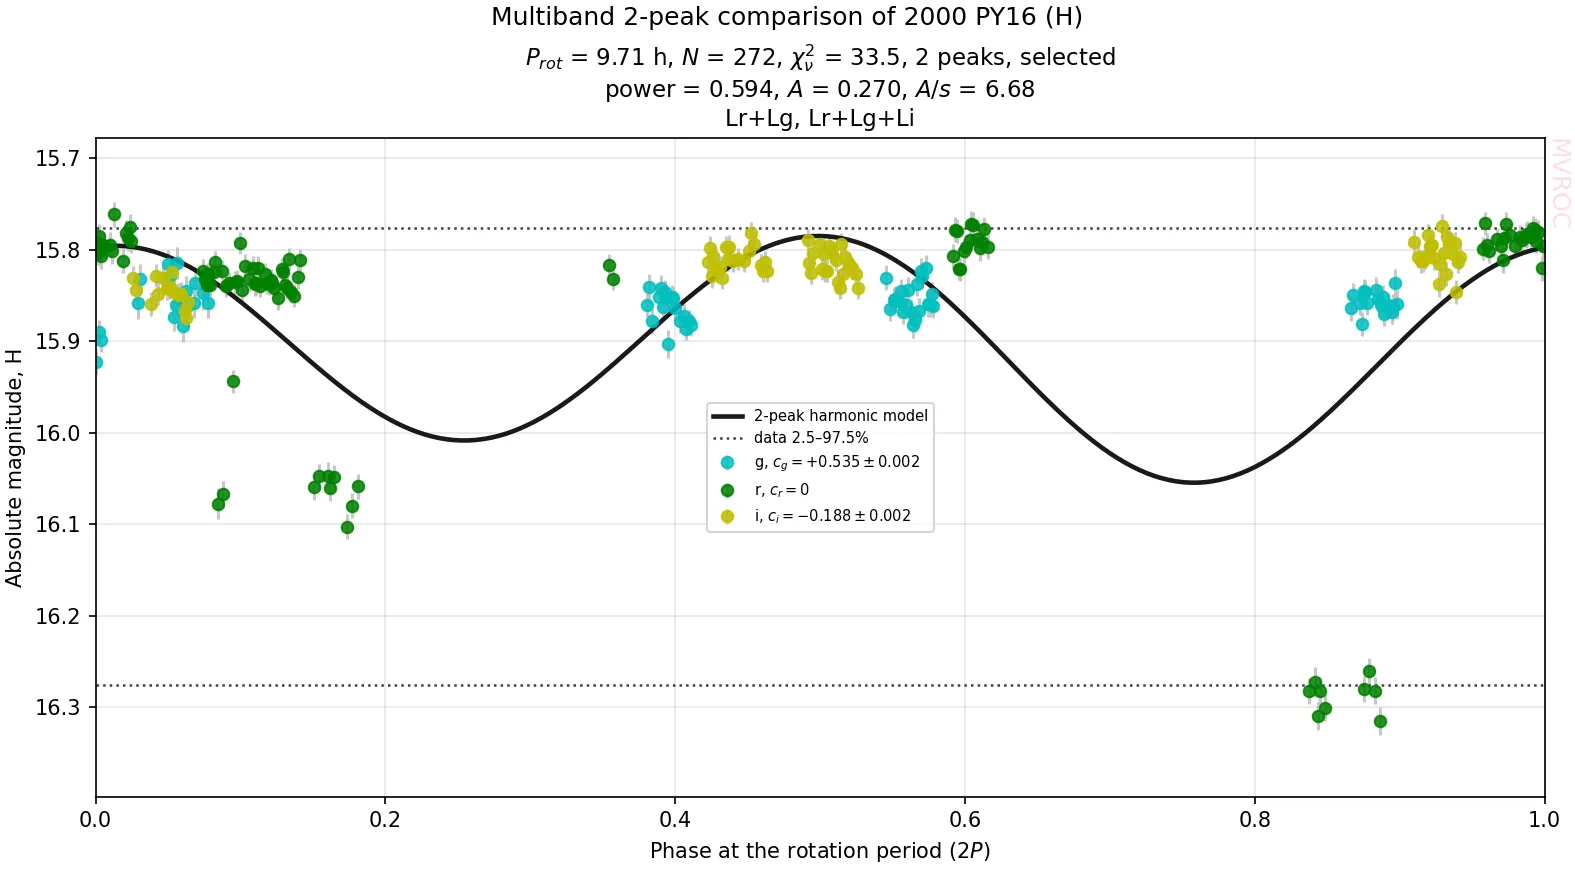 Multiband 2-peak comparison of 2000 PY16 (H)
P_rot = 9.71 h, N = 272, χ²_ν = 33.5, 2 peaks, selected
power = 0.594, A = 0.270, A/s = 6.68
Lr+Lg, Lr+Lg+Li
MVROC
Absolute magnitude, H
15.7
15.8
15.9
16.0
16.1
16.2
16.3
2-peak harmonic model
data 2.5–97.5%
g, c_g = +0.535 ± 0.002
r, c_r = 0
i, c_i = −0.188 ± 0.002
0.0 0.2 0.4 0.6 0.8 1.0
Phase at the rotation period (2P)